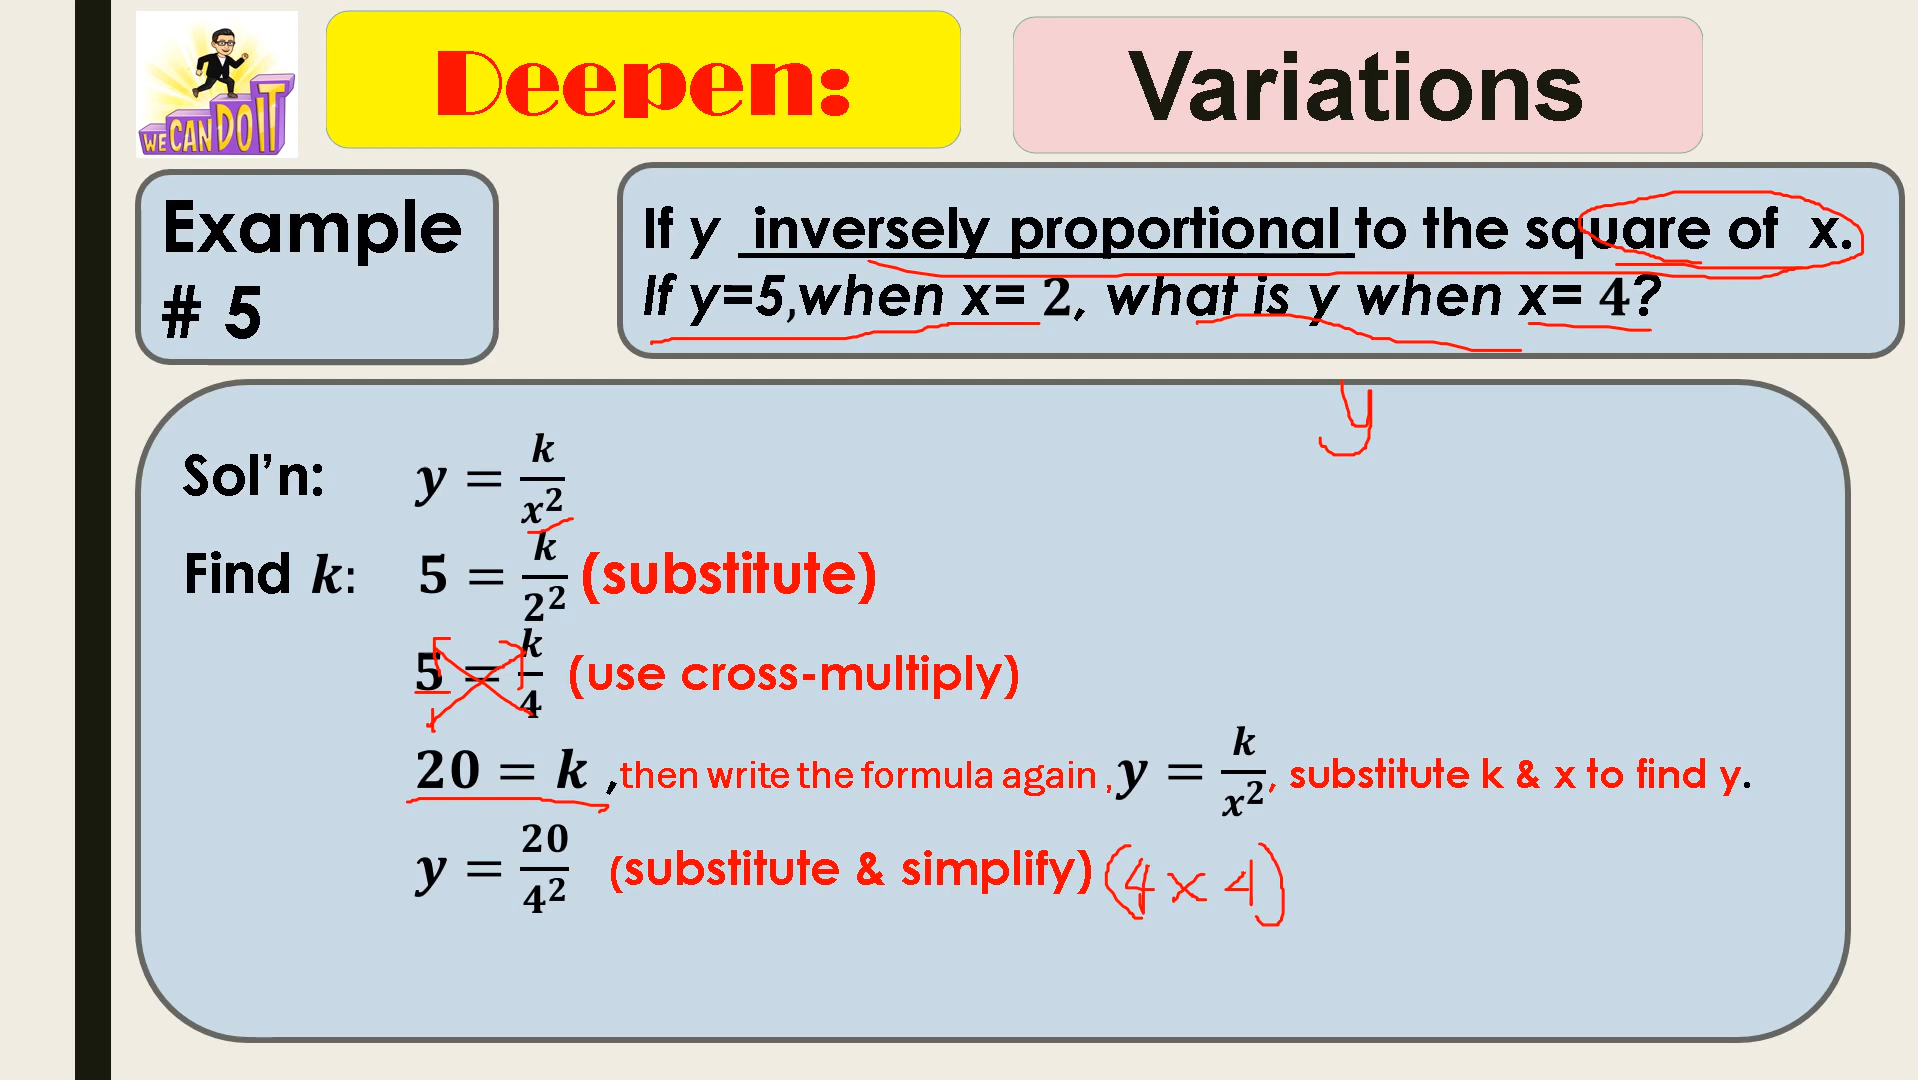 WE CAN DO IT
Deepen:
Variations
Example
# 5
If y inversely proportional to the square of x.
If y=5,when x= 2, what is y when x= 4?
y
Sol’n: y = k/x²
Find k: 5 = k/2² (substitute)
5 = k/4 (use cross-multiply)
20 = k ,then write the formula again , y = k/x², substitute k & x to find y.
y = 20/4² (substitute & simplify) (4 x 4)